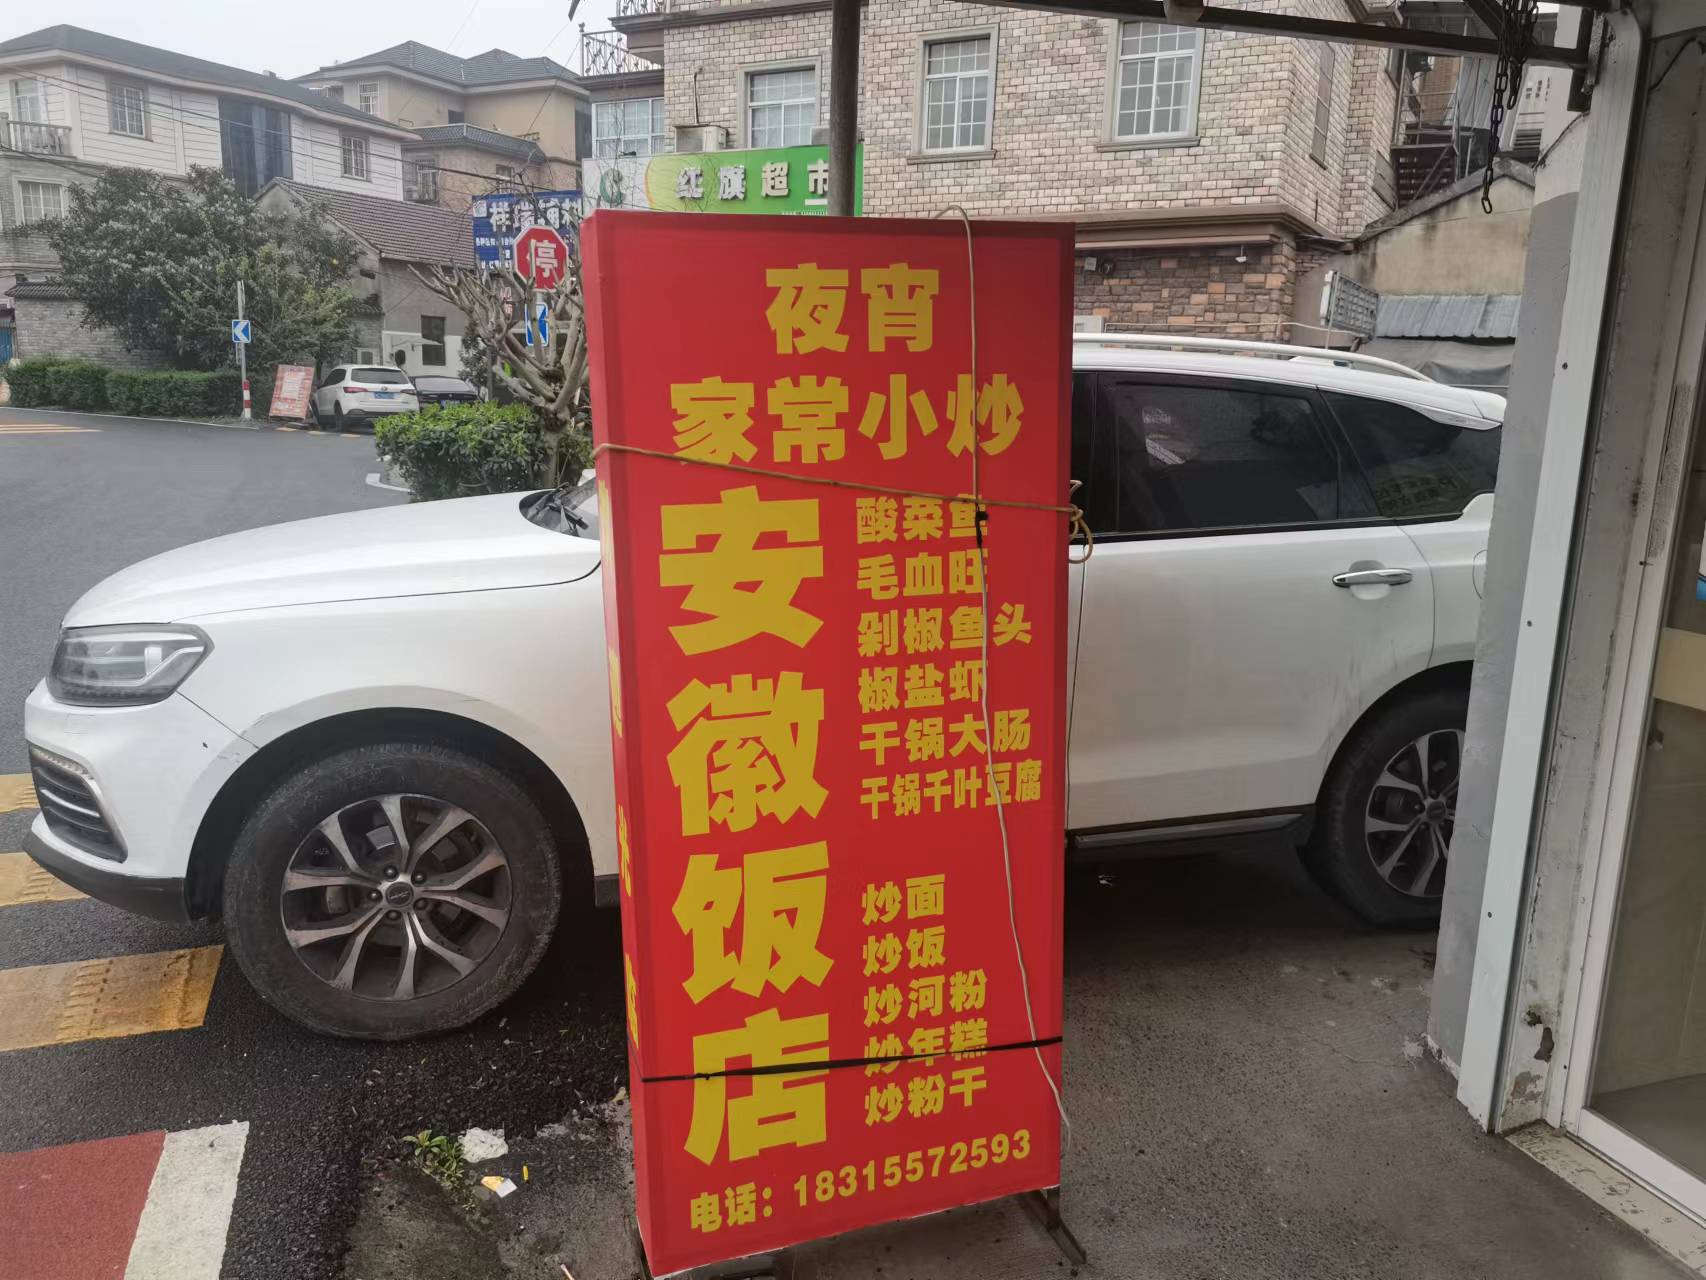 红旗超市
停
夜宵
家常小炒
安徽饭店
酸菜鱼
毛血旺
剁椒鱼头
椒盐虾
干锅大肠
干锅千叶豆腐
炒面
炒饭
炒河粉
炒年糕
炒粉干
电话：18315572593